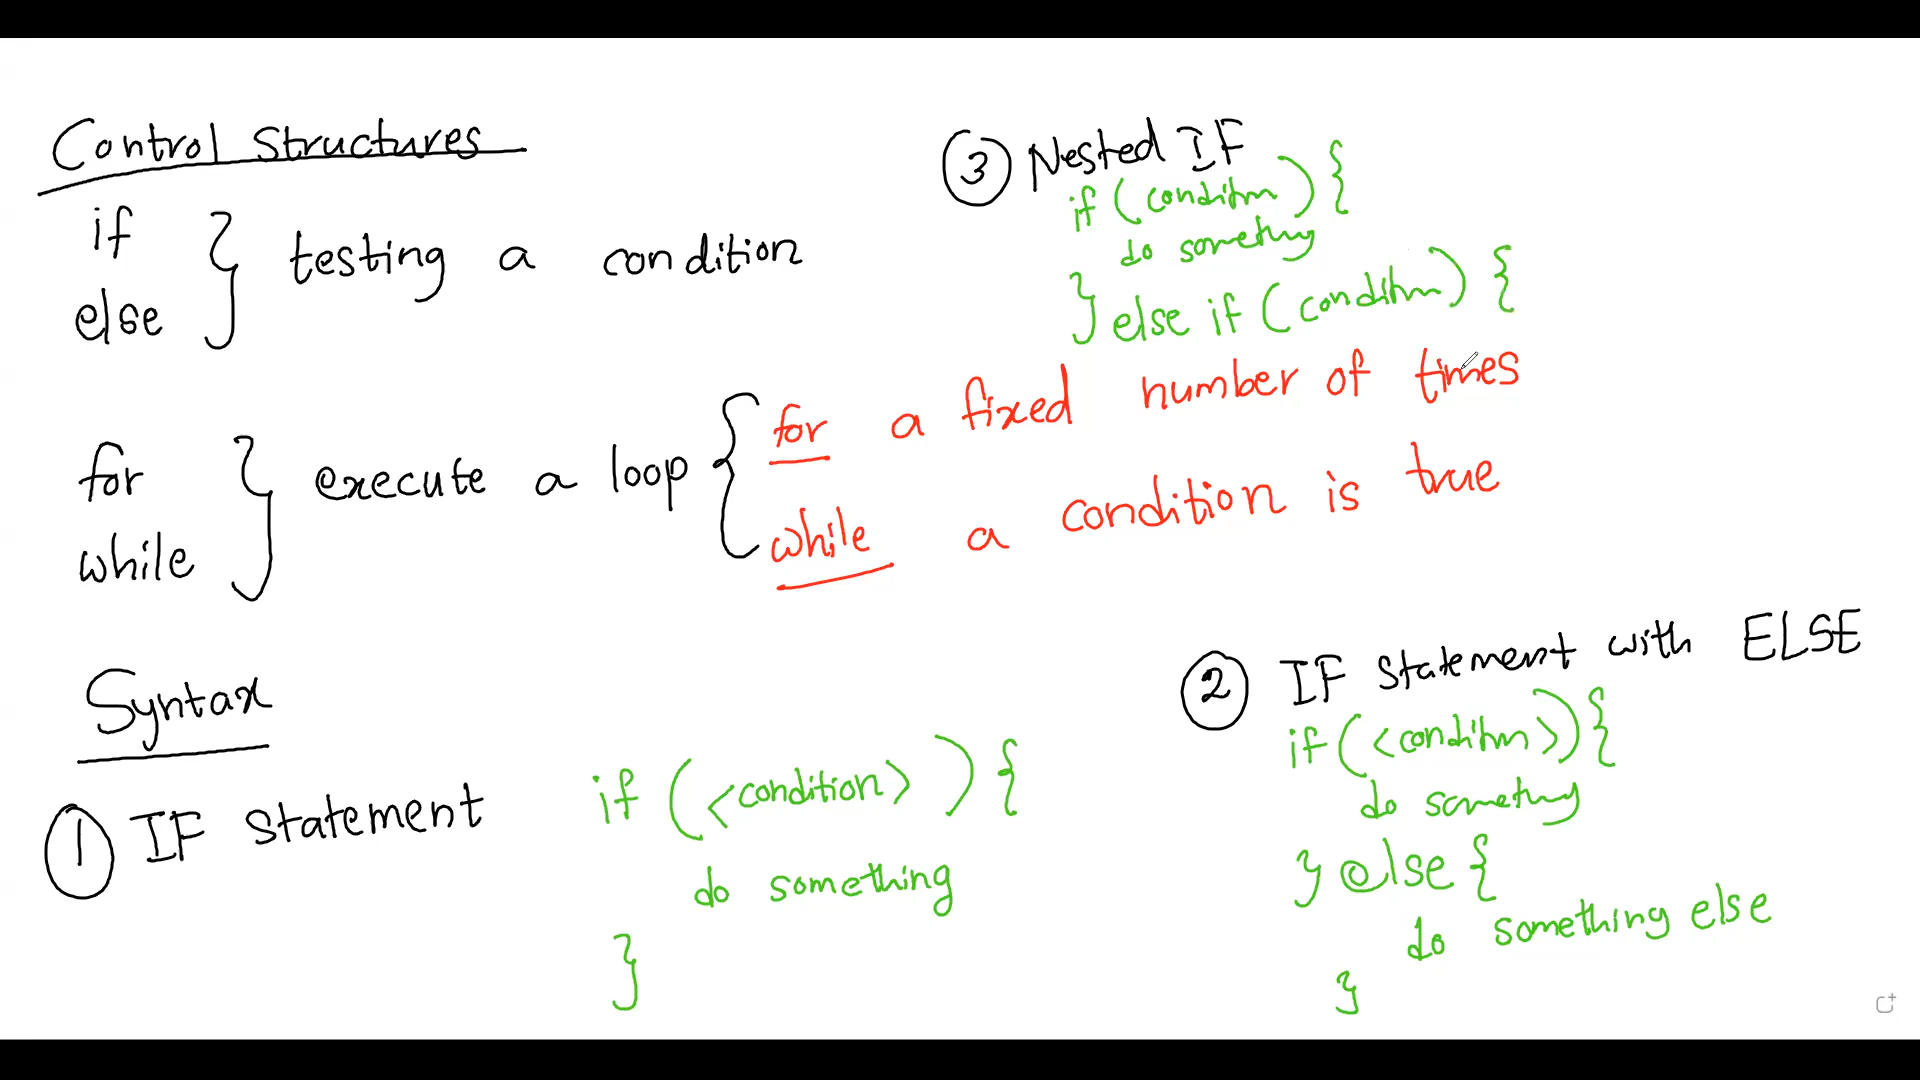 Control Structures
if
else
} testing a condition
for
while
} execute a loop {
for a fixed number of times
while a condition is true
Syntax
① IF statement
if (<condition>) {
do something
}
② IF statement with ELSE
if (<condition>) {
do something
} else {
do something else
}
③ Nested IF
if (condition) {
do something
} else if (condition) {